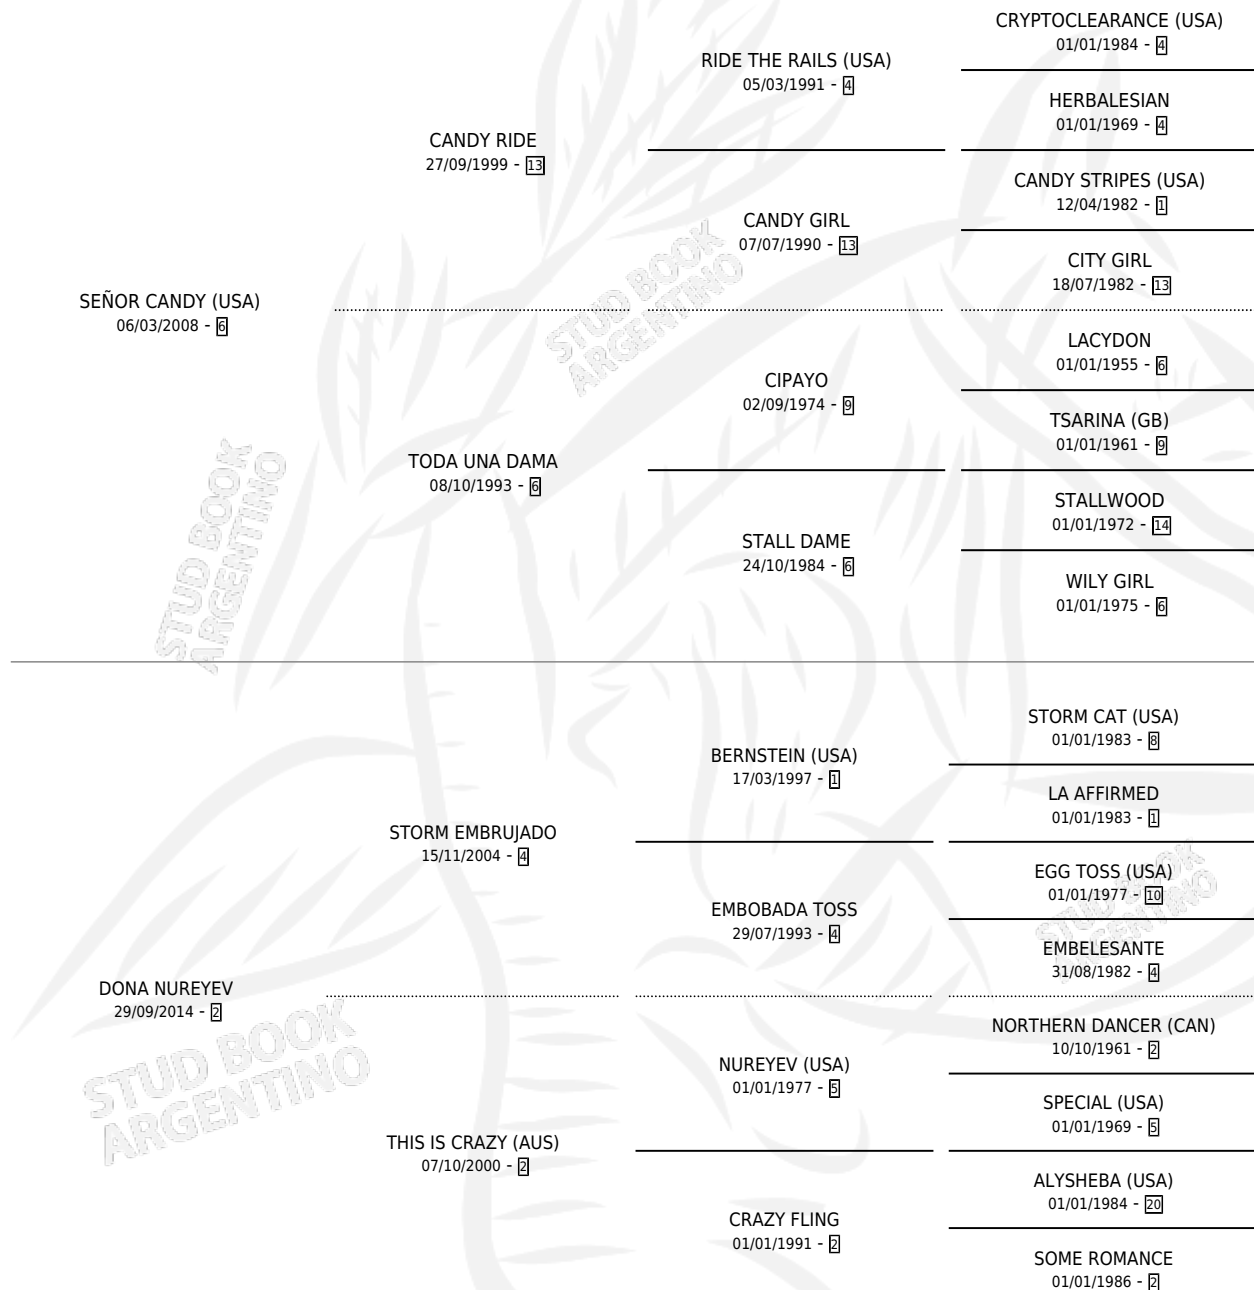 CRYPTOCLEARANCE (USA)
01/01/1984 - 4
RIDE THE RAILS (USA)
05/03/1991 - 4
HERBALESIAN
01/01/1969 - 4
CANDY RIDE
27/09/1999 - 13
CANDY STRIPES (USA)
12/04/1982 - 1
CANDY GIRL
07/07/1990 - 13
CITY GIRL
18/07/1982 - 13
SEÑOR CANDY (USA)
06/03/2008 - 6
LACYDON
01/01/1955 - 6
CIPAYO
02/09/1974 - 9
TSARINA (GB)
01/01/1961 - 9
TODA UNA DAMA
08/10/1993 - 6
STALLWOOD
01/01/1972 - 14
STALL DAME
24/10/1984 - 6
WILY GIRL
01/01/1975 - 6
STUD BOOK
ARGENTINO
STUD BOOK
ARGENTINO
STORM CAT (USA)
01/01/1983 - 8
BERNSTEIN (USA)
17/03/1997 - 1
LA AFFIRMED
01/01/1983 - 1
STORM EMBRUJADO
15/11/2004 - 4
EGG TOSS (USA)
01/01/1977 - 10
EMBOBADA TOSS
29/07/1993 - 4
EMBELESANTE
31/08/1982 - 4
STUD BOOK
ARGENTINO
DONA NUREYEV
29/09/2014 - 2
NORTHERN DANCER (CAN)
10/10/1961 - 2
NUREYEV (USA)
01/01/1977 - 5
SPECIAL (USA)
01/01/1969 - 5
STUD BOOK
ARGENTINO
THIS IS CRAZY (AUS)
07/10/2000 - 2
ALYSHEBA (USA)
01/01/1984 - 20
CRAZY FLING
01/01/1991 - 2
SOME ROMANCE
01/01/1986 - 2